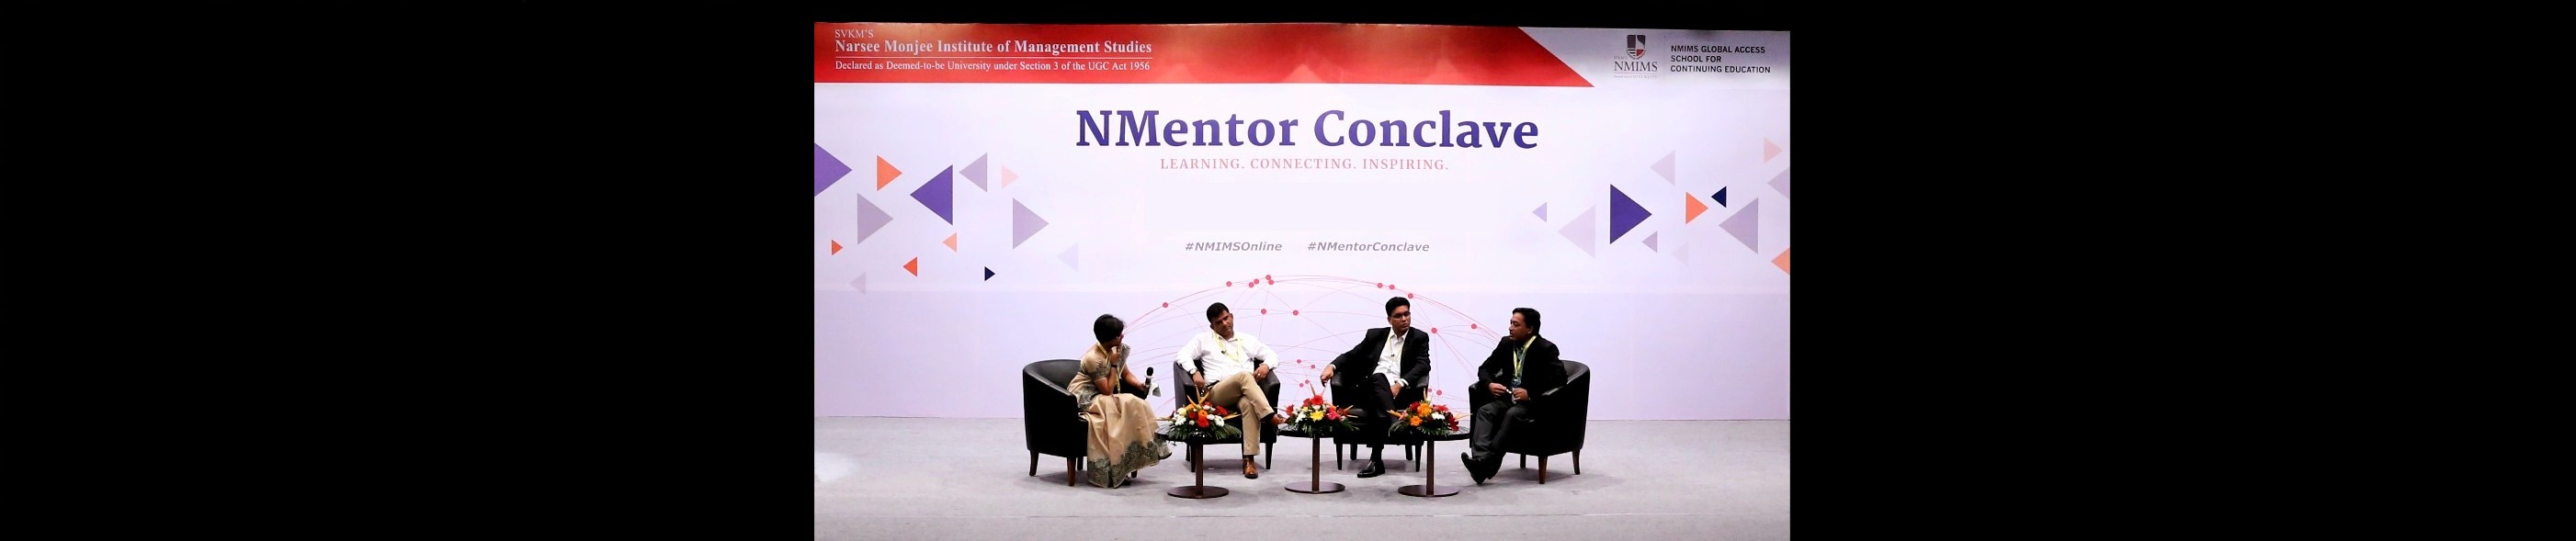 SVKM'S
Narsee Monjee Institute of Management Studies
Declared as Deemed-to-be University under Section 3 of the UGC Act 1956
NMIMS
NMIMS GLOBAL ACCESS
SCHOOL FOR
CONTINUING EDUCATION
NMentor Conclave
LEARNING. CONNECTING. INSPIRING.
#NMIMSOnline #NMentorConclave